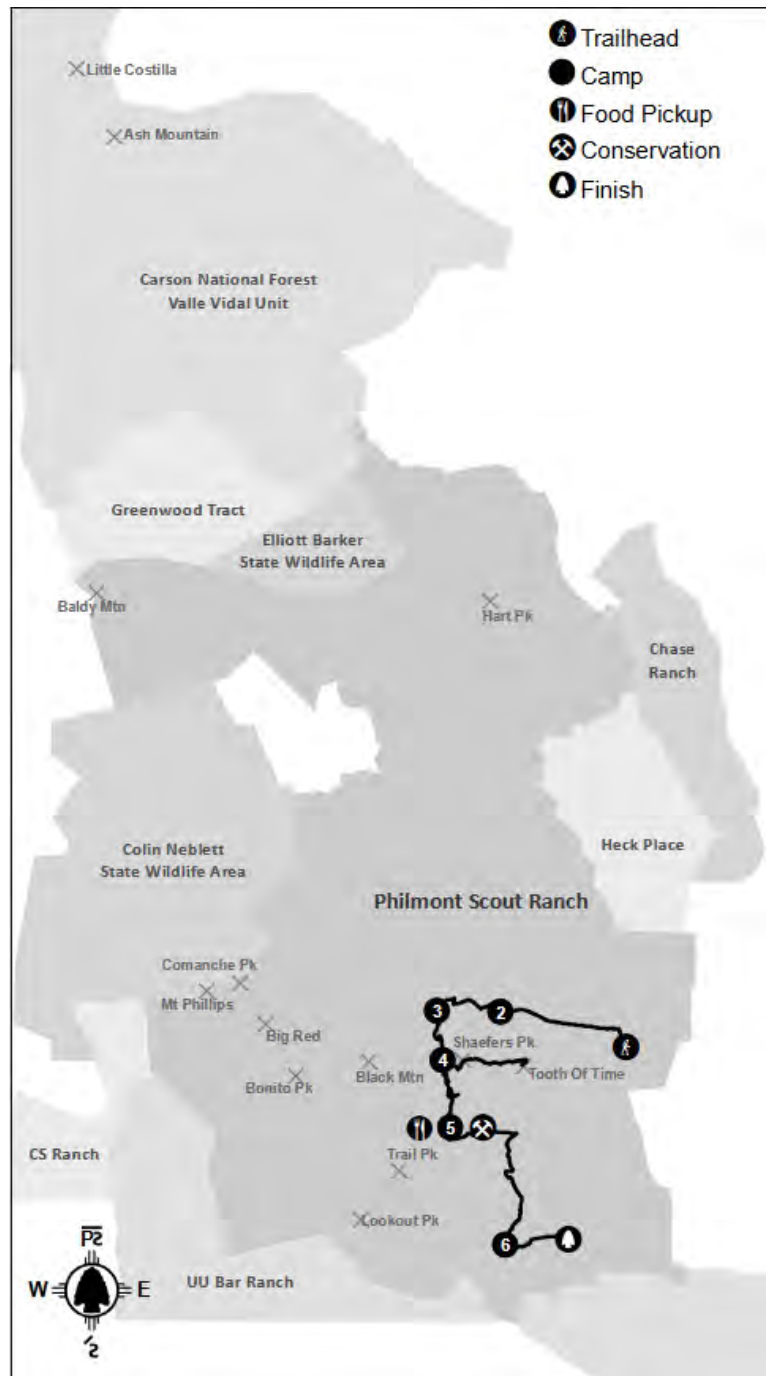 Trailhead
Camp
Food Pickup
Conservation
Finish
Little Costilla
Ash Mountain
Carson National Forest
Valle Vidal Unit
Greenwood Tract
Elliott Barker
State Wildlife Area
Baldy Mtn
Hart Pk
Chase
Ranch
Colin Neblett
State Wildlife Area
Heck Place
Philmont Scout Ranch
Comanche Pk
Mt Phillips
Big Red
3
2
Shaefers Pk
4
Black Mtn
Tooth Of Time
Bonito Pk
5
Trail Pk
CS Ranch
Lookout Pk
6
UU Bar Ranch
W
E